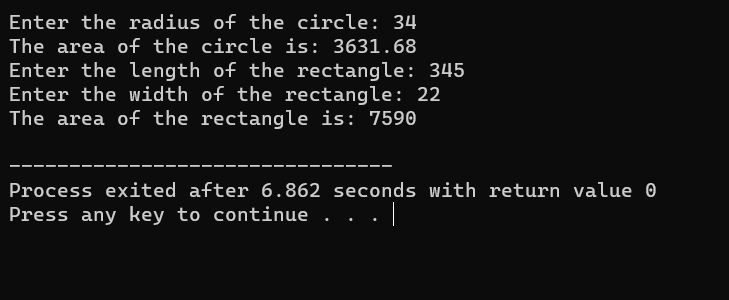 Enter the radius of the circle: 34
The area of the circle is: 3631.68
Enter the length of the rectangle: 345
Enter the width of the rectangle: 22
The area of the rectangle is: 7590
--------------------------------
Process exited after 6.862 seconds with return value 0
Press any key to continue . . .